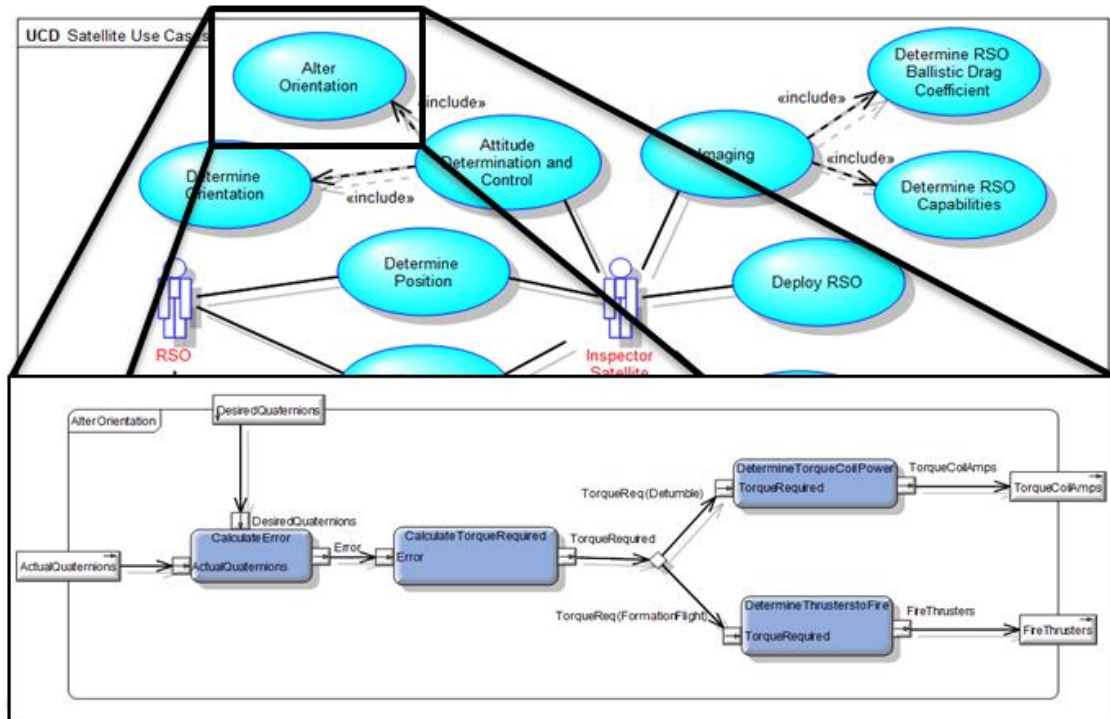 UCD Satellite Use Cases
Alter
Orientation
«include»
Determine RSO
Ballistic Drag
Coefficient
«include»
Attitude
Determination and
Control
Imaging
«include»
Determine
Orientation
«include»
Determine RSO
Capabilities
Determine
Position
Deploy RSO
RSO
Inspector
Satellite
AlterOrientation
DesiredQuaternions
DetermineTorqueCoilPower
TorqueRequired
TorqueCoilAmps
TorqueCoilAmps
TorqueReq(Detumble)
DesiredQuaternions
CalculateError
ActualQuaternions
ActualQuaternions
Error
CalculateTorqueRequired
Error
TorqueRequired
TorqueReq(FormationFlight)
DetermineThrusterstoFire
TorqueRequired
FireThrusters
FireThrusters